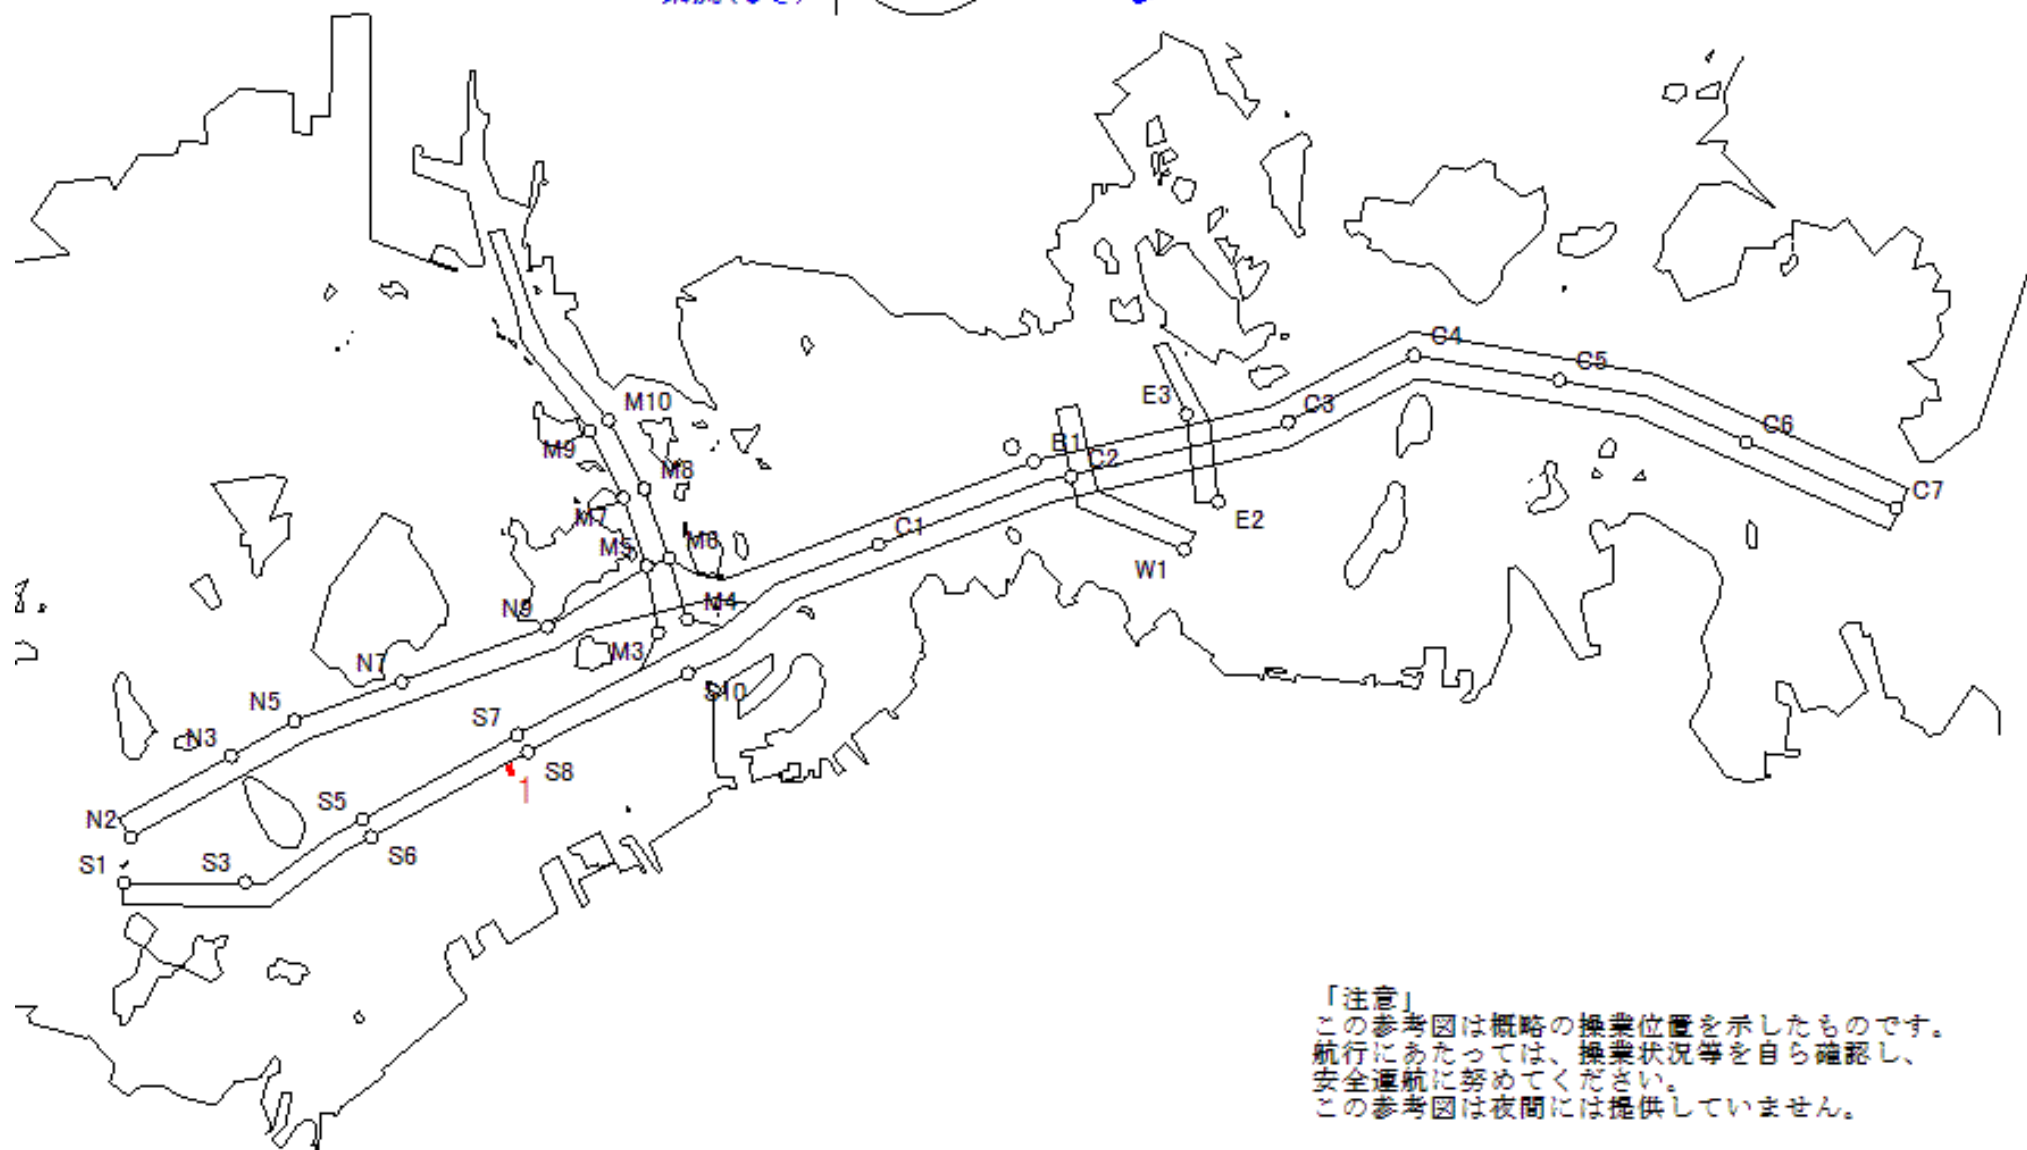 C4
C5
M10
E3
C3
C6
M9
B1
C2
M8
C7
M7
E2
C1
M5
M6
W1
N9
M4
N7
M3
S10
N5
S7
N3
S8
1
S5
N2
S6
S1
S3
「注意」
この参考図は概略の操業位置を示したものです。
航行にあたっては、操業状況等を自ら確認し、
安全運航に努めてください。
この参考図は夜間には提供していません。